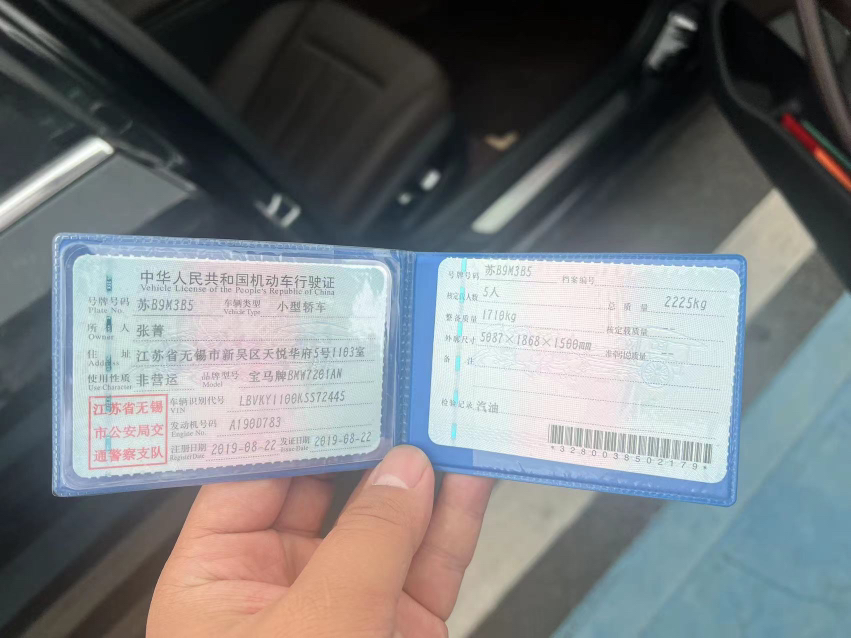 中华人民共和国机动车行驶证
Vehicle License of the People's Republic of China
号牌号码 苏B9M3B5 车辆类型 小型轿车
Plate No. Vehicle Type
所有人 张菁
Owner
住址 江苏省无锡市新吴区天悦华府5号1103室
Address
使用性质 非营运 品牌型号 宝马牌BMW7201AN
Use Character Model
江苏省无锡
市公安局交
通警察支队
车辆识别代号 LBVKY1100KSS72445
VIN
发动机号码 A190D783
Engine No.
注册日期 2019-08-22 发证日期 2019-08-22
Register Date Issue Date
号牌号码 苏B9M3B5 档案编号
核定载人数 5人 总质量 2225kg
整备质量 1710kg 核定载质量 --
外廓尺寸 5087×1868×1500mm 准牵引总质量 --
备注
检验记录 汽油
*3280038502179*